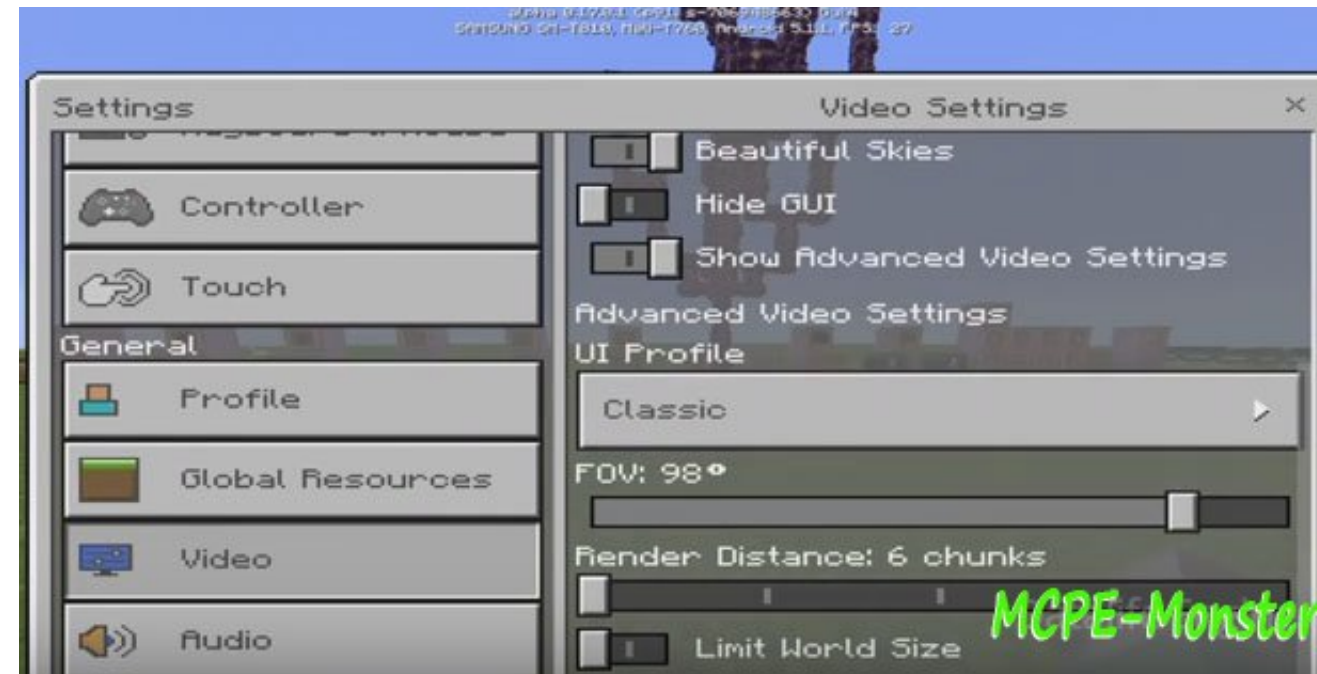 Settings
Video Settings
Controller
Touch
General
Profile
Global Resources
Video
Audio
Beautiful Skies
Hide GUI
Show Advanced Video Settings
Advanced Video Settings
UI Profile
Classic
FOV: 98°
Render Distance: 6 chunks
Limit World Size
MCPE-Monster